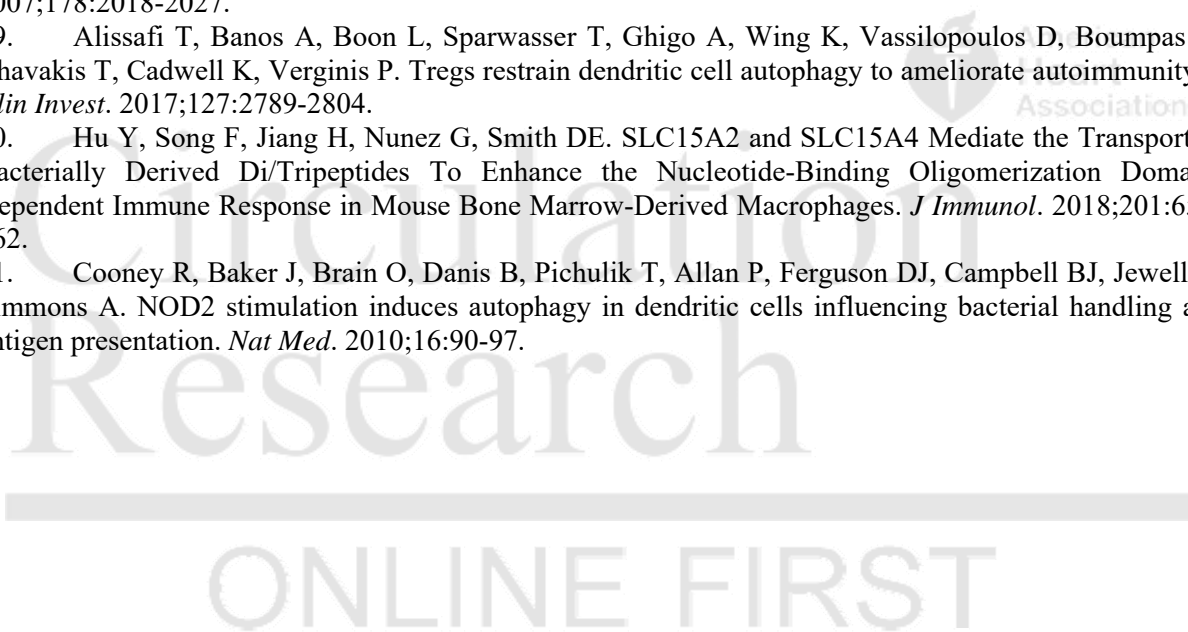 007;178:2018-2027.
9. Alissafi T, Banos A, Boon L, Sparwasser T, Ghigo A, Wing K, Vassilopoulos D, Boumpas
havakis T, Cadwell K, Verginis P. Tregs restrain dendritic cell autophagy to ameliorate autoimmunity
lin Invest. 2017;127:2789-2804.
0. Hu Y, Song F, Jiang H, Nunez G, Smith DE. SLC15A2 and SLC15A4 Mediate the Transport
acterially Derived Di/Tripeptides To Enhance the Nucleotide-Binding Oligomerization Doma
ependent Immune Response in Mouse Bone Marrow-Derived Macrophages. J Immunol. 2018;201:6
62.
1. Cooney R, Baker J, Brain O, Danis B, Pichulik T, Allan P, Ferguson DJ, Campbell BJ, Jewell
mmons A. NOD2 stimulation induces autophagy in dendritic cells influencing bacterial handling a
ntigen presentation. Nat Med. 2010;16:90-97.
American
Heart
Association
Circulation
Research
ONLINE FIRST